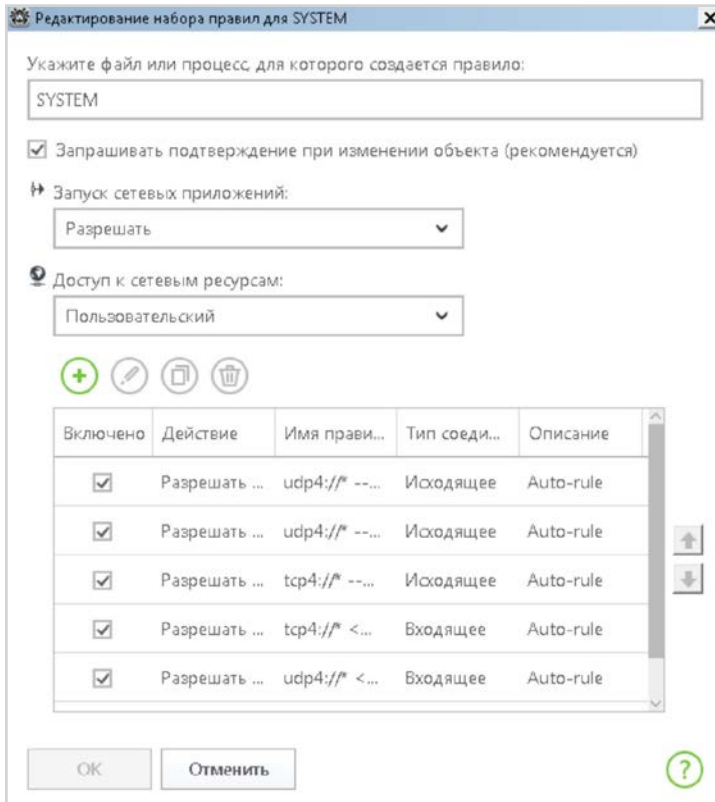 Редактирование набора правил для SYSTEM
Укажите файл или процесс, для которого создается правило:
SYSTEM
Запрашивать подтверждение при изменении объекта (рекомендуется)
Запуск сетевых приложений:
Разрешать
Доступ к сетевым ресурсам:
Пользовательский
Включено Действие Имя прави... Тип соеди... Описание
Разрешать ... udp4://* --... Исходящее Auto-rule
Разрешать ... udp4://* --... Исходящее Auto-rule
Разрешать ... tcp4://* --... Исходящее Auto-rule
Разрешать ... tcp4://* <... Входящее Auto-rule
Разрешать ... udp4://* <... Входящее Auto-rule
OK Отменить ?